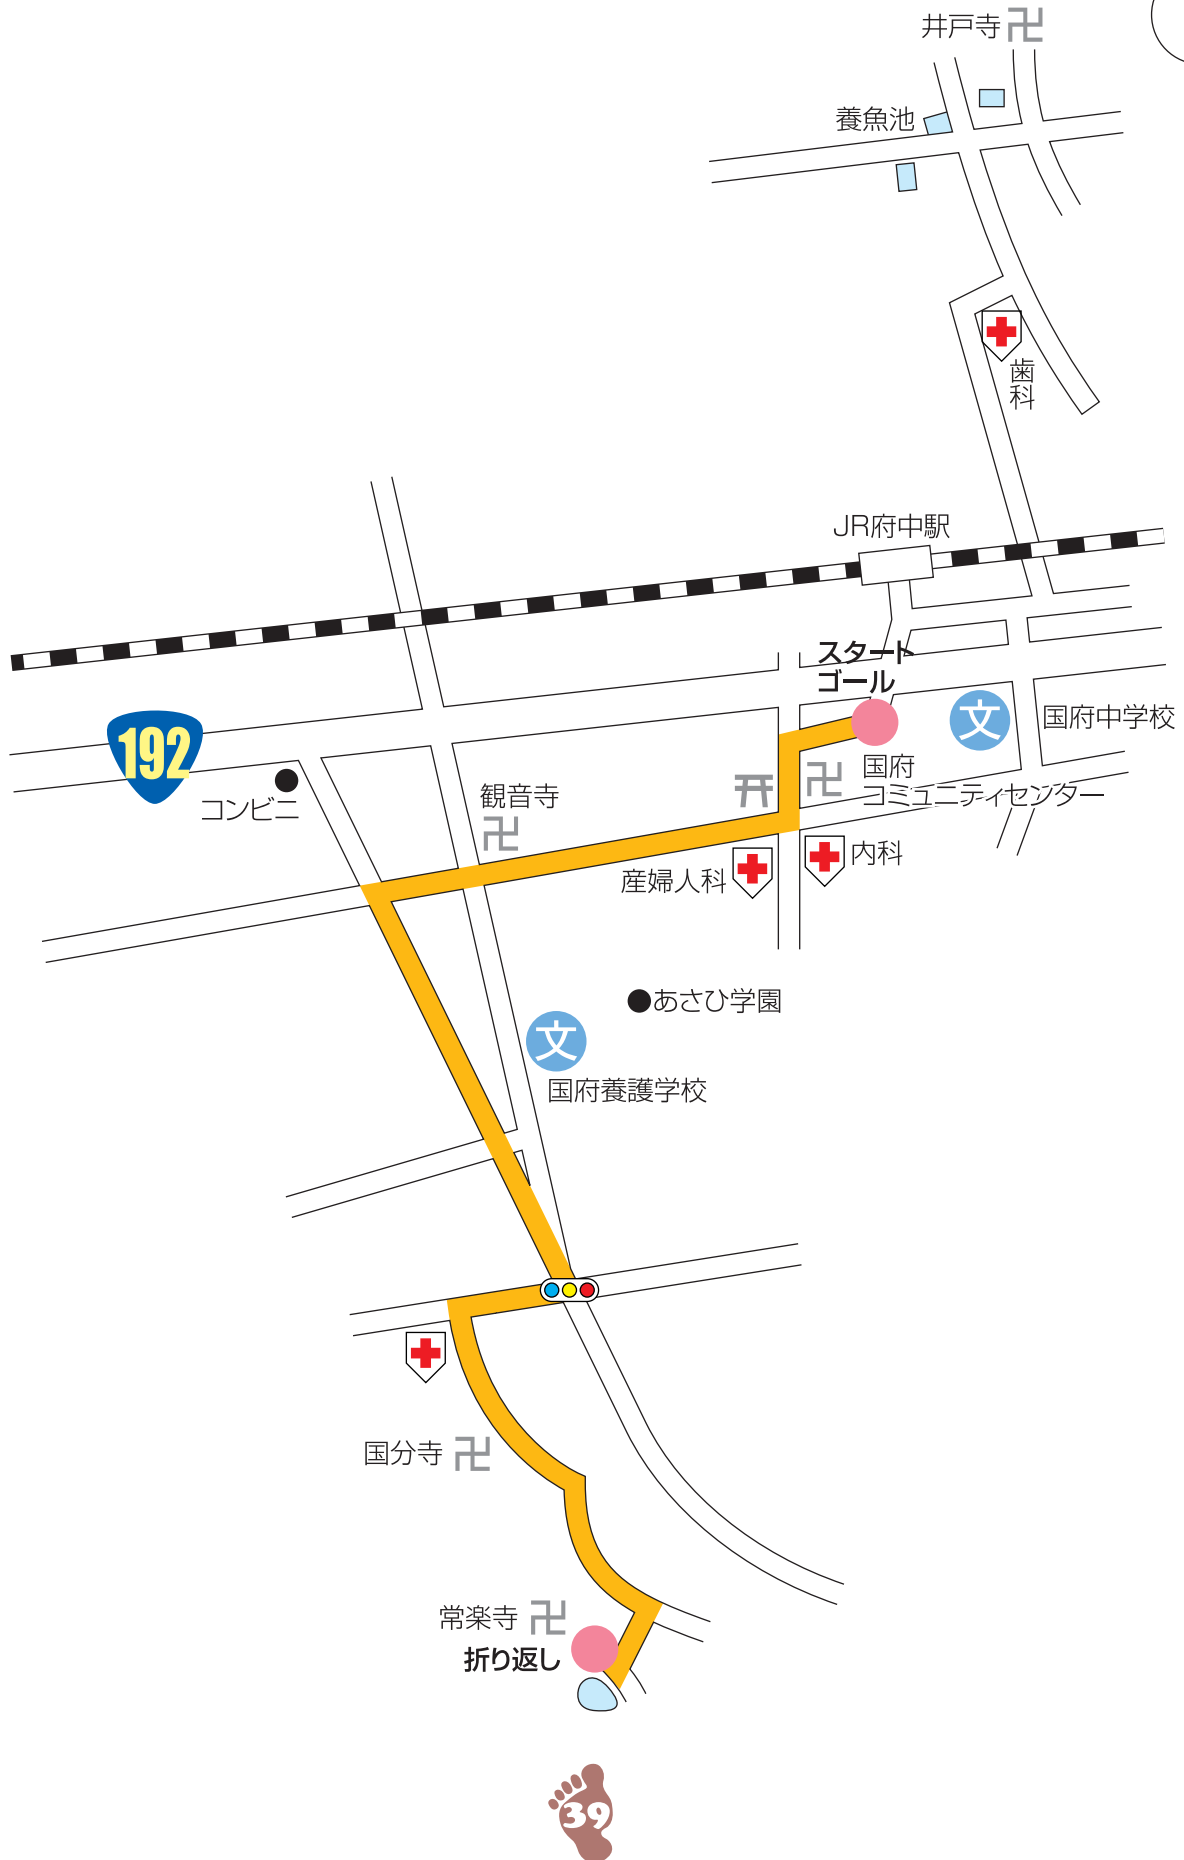 井戸寺
養魚池
歯科
JR府中駅
スタート
ゴール
192
文
国府中学校
国府
コミュニティセンター
コンビニ
観音寺
内科
産婦人科
あさひ学園
文
国府養護学校
国分寺
常楽寺
折り返し
39